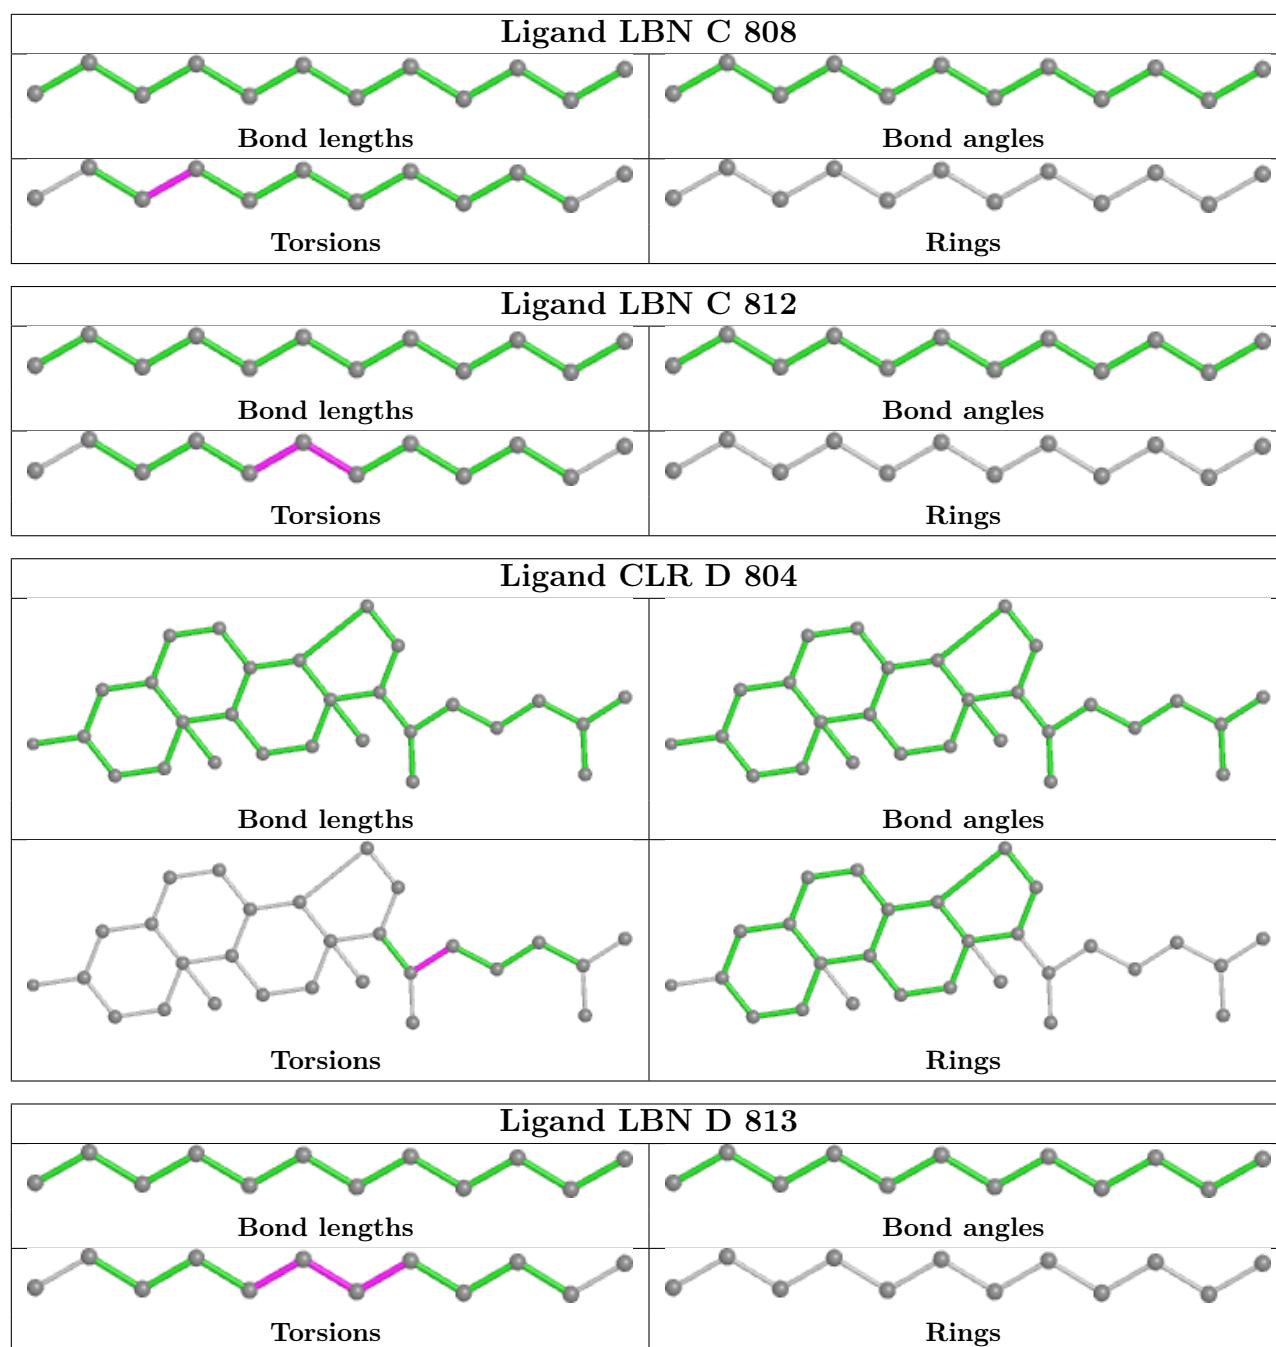 Ligand LBN C 808
Bond lengths Bond angles
Torsions Rings
Ligand LBN C 812
Bond lengths Bond angles
Torsions Rings
Ligand CLR D 804
Bond lengths Bond angles
Torsions Rings
Ligand LBN D 813
Bond lengths Bond angles
Torsions Rings